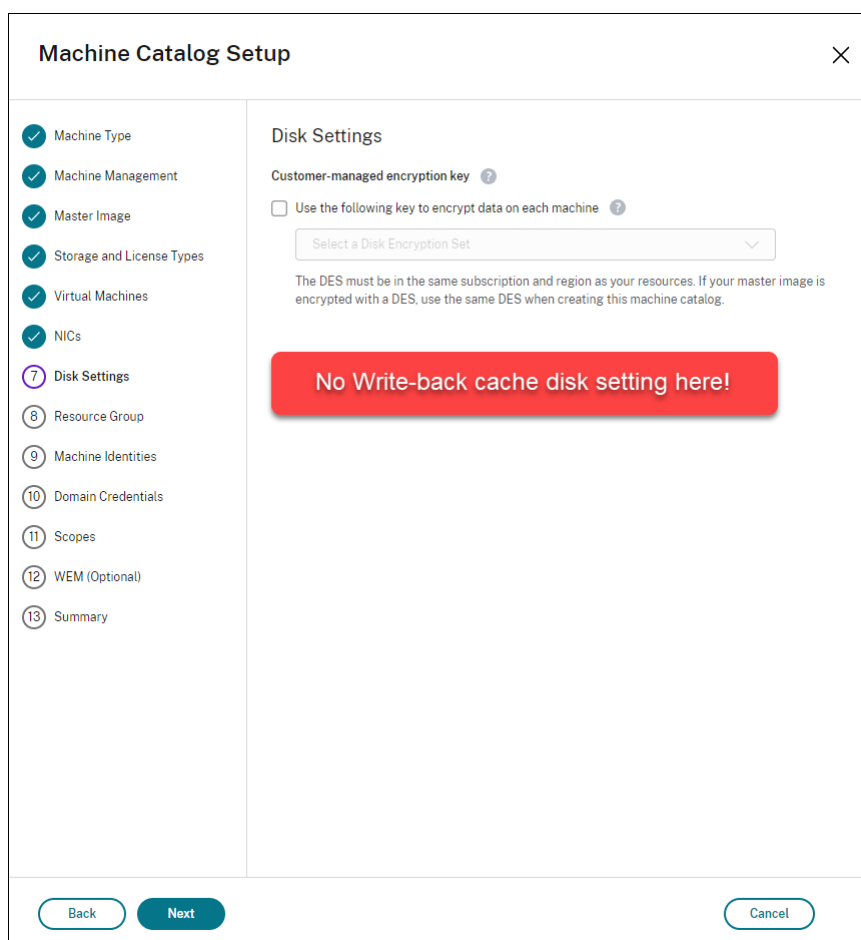 Machine Catalog Setup
Machine Type
Machine Management
Master Image
Storage and License Types
Virtual Machines
NICs
7 Disk Settings
8 Resource Group
9 Machine Identities
10 Domain Credentials
11 Scopes
12 WEM (Optional)
13 Summary
Disk Settings
Customer-managed encryption key ?
Use the following key to encrypt data on each machine ?
Select a Disk Encryption Set
The DES must be in the same subscription and region as your resources. If your master image is
encrypted with a DES, use the same DES when creating this machine catalog.
No Write-back cache disk setting here!
Back
Next
Cancel